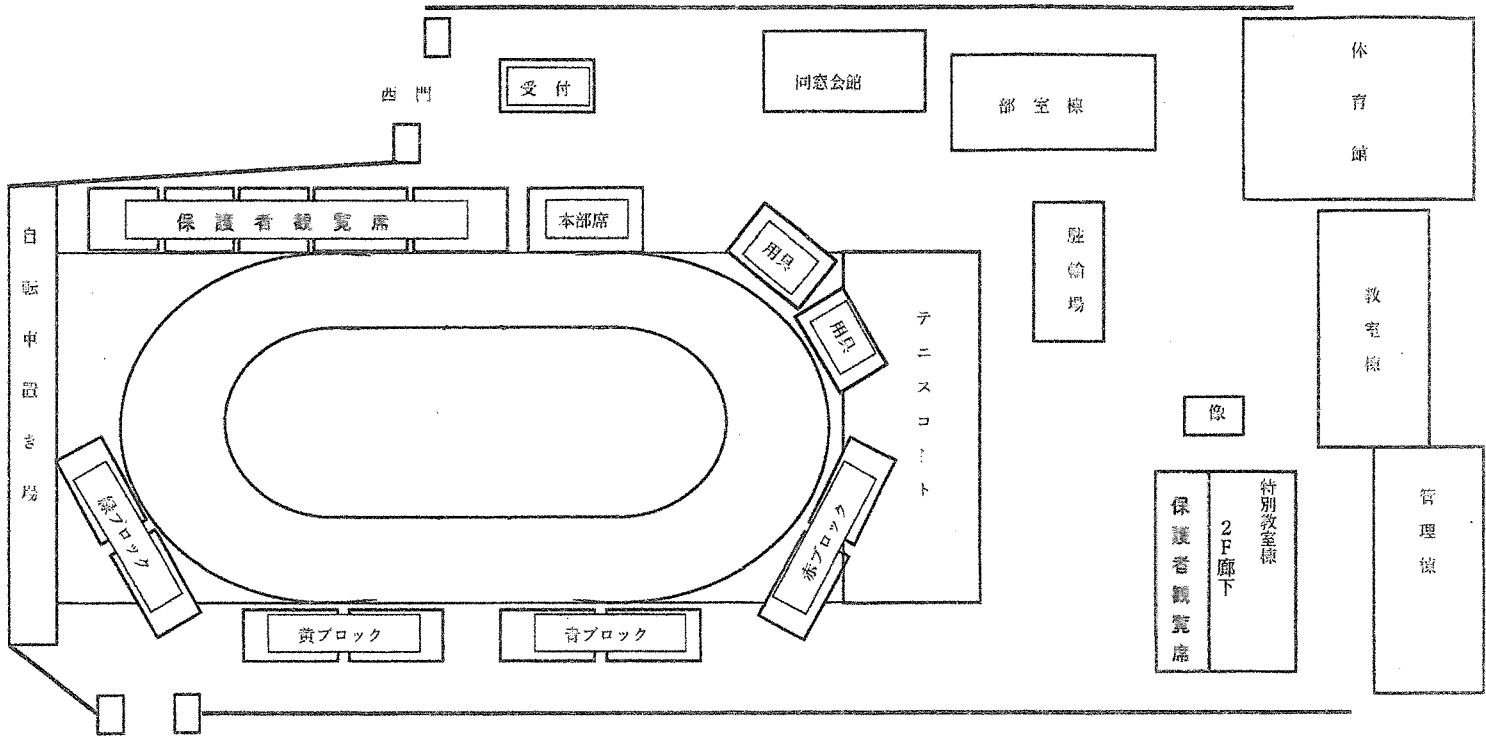 西門
受付
同窓会館
部室棟
体育館
自転車置き場
保護者観覧席
本部席
用具
用具
テニスコート
駐輪場
教室棟
像
緑ブロック
赤ブロック
黄ブロック
青ブロック
特別教室棟
2F廊下
保護者観覧席
管理棟